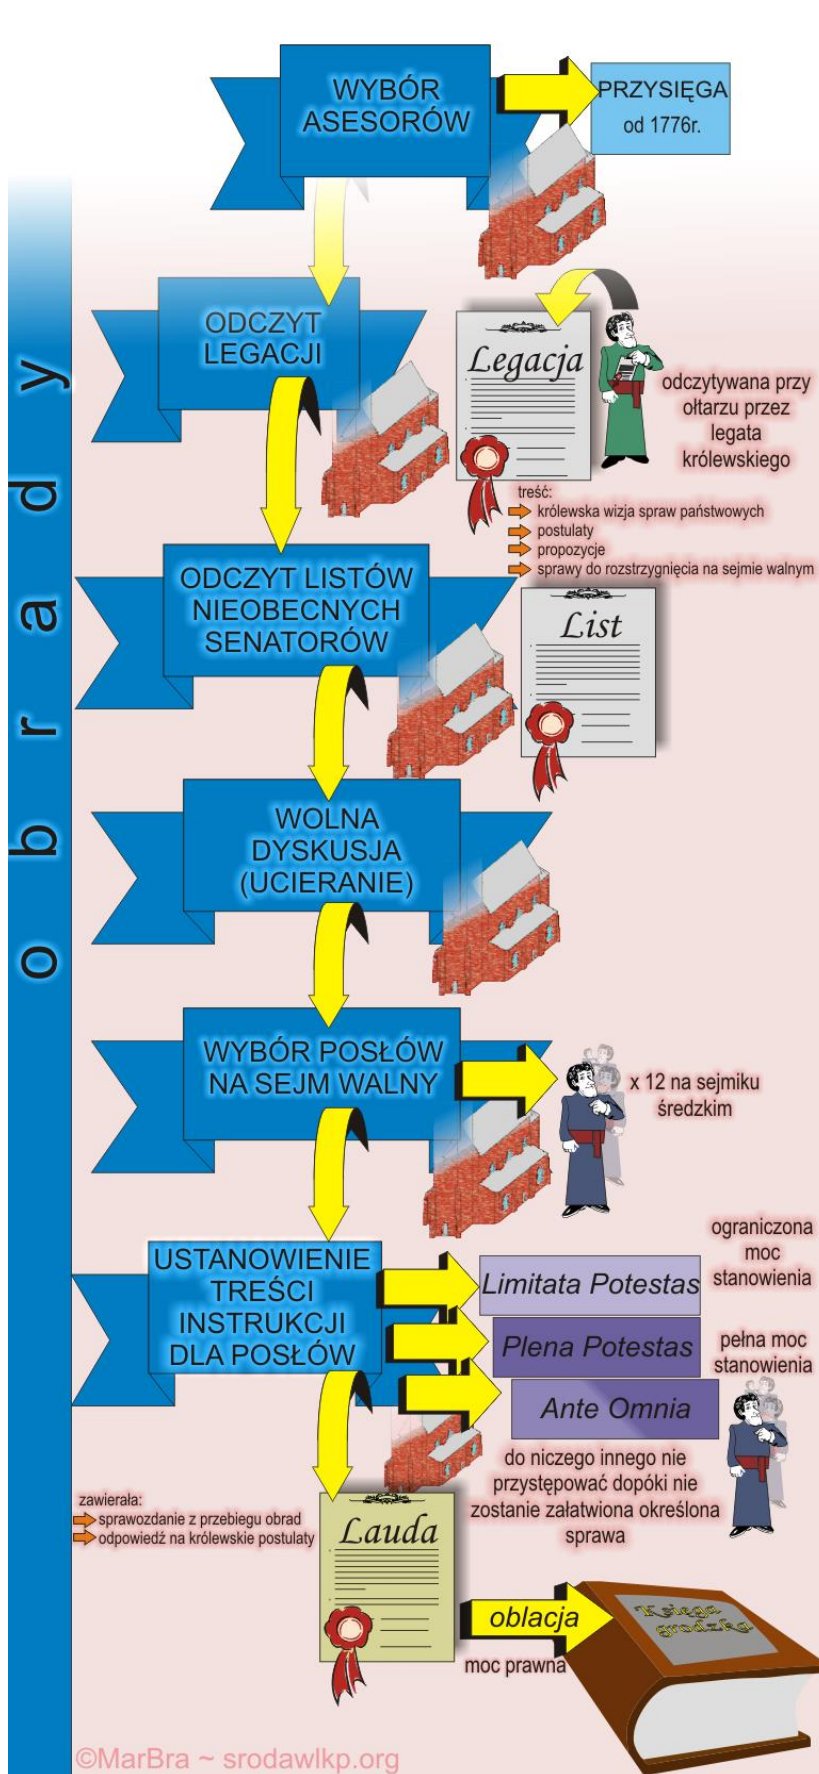 obrady
WYBÓR
ASESORÓW
PRZYSIĘGA
od 1776r.
ODCZYT
LEGACJI
Legacja
odczytywana przy
ołtarzu przez
legata
królewskiego
treść:
królewska wizja spraw państwowych
postulaty
propozycje
sprawy do rozstrzygnięcia na sejmie walnym
ODCZYT LISTÓW
NIEOBECNYCH
SENATORÓW
List
WOLNA
DYSKUSJA
(UCIERANIE)
WYBÓR POSŁÓW
NA SEJM WALNY
x 12 na sejmiku
średzkim
USTANOWIENIE
TREŚCI
INSTRUKCJI
DLA POSŁÓW
Limitata Potestas
ograniczona
moc
stanowienia
Plena Potestas
pełna moc
stanowienia
Ante Omnia
do niczego innego nie
przystępować dopóki nie
zostanie załatwiona określona
sprawa
zawierała:
sprawozdanie z przebiegu obrad
odpowiedź na królewskie postulaty
Lauda
oblacja
moc prawna
Księga
grodzka
©MarBra ~ srodawlkp.org